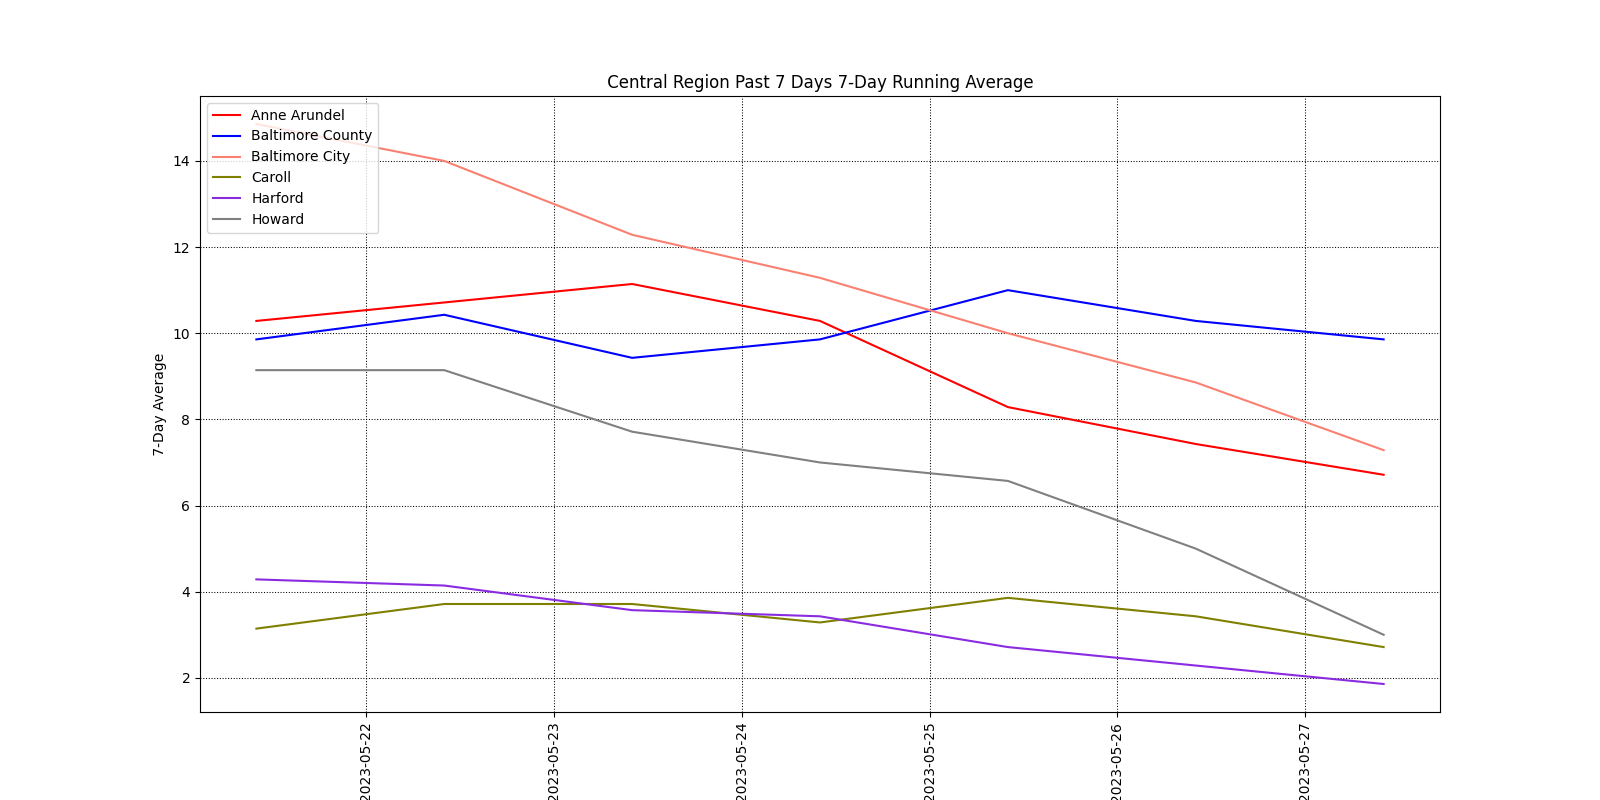 Central Region Past 7 Days 7-Day Running Average
Anne Arundel
Baltimore County
Baltimore City
Caroll
Harford
Howard
14
12
10
8
6
4
2
7-Day Average
2023-05-22
2023-05-23
2023-05-24
2023-05-25
2023-05-26
2023-05-27